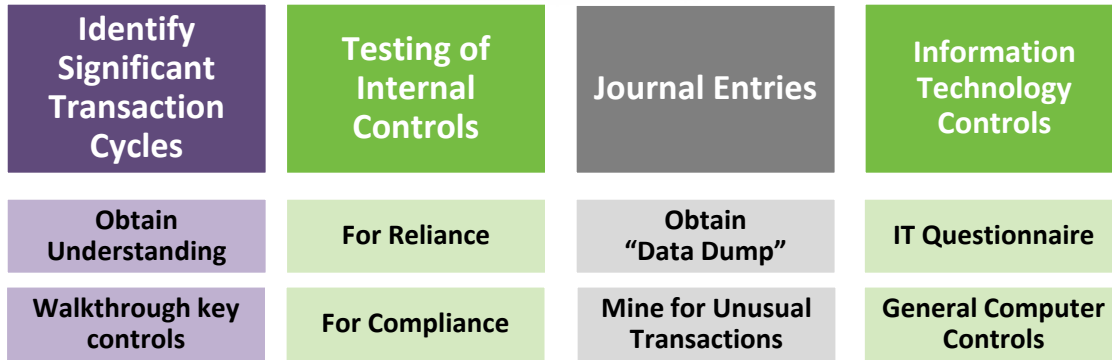 Identify
Significant
Transaction
Cycles
Testing of
Internal
Controls
Journal Entries
Information
Technology
Controls
Obtain
Understanding
For Reliance
Obtain
“Data Dump”
IT Questionnaire
Walkthrough key
controls
For Compliance
Mine for Unusual
Transactions
General Computer
Controls